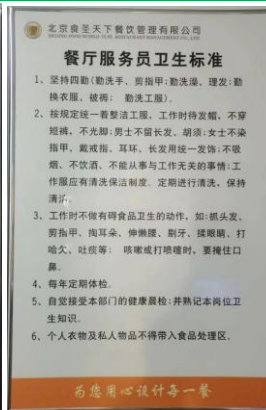 北京食圣天下餐饮管理有限公司
餐厅服务员卫生标准
1、坚持四勤(勤洗手、剪指甲:勤洗澡、理发:勤
换衣服、被褥; 勤洗工服).
2、按规定统一着整洁工服、工作时待发帽，不穿
短裤，不光脚:男士不留长发、胡须:女士不染
指甲、戴戒指、耳环、长发用统一发饰:不吸
烟、不饮酒、不能从事与工作无关的事情:工
作服应有清洗保洁制度.定期进行清洗，保持
清洁.
3、工作时不做有碍食品卫生的动作，如:抓头发、
剪指甲、掏耳朵、伸懒腰、剔牙、揉眼睛、打
哈欠、吐痰等; 咳嗽或打喷嚏时，要掩住口
鼻.
4、每年定期体检.
5、自觉接受本部门的健康晨检;并熟记本岗位卫
生知识.
6、个人衣物及私人物品不得带入食品处理区.
为您用心设计每一餐